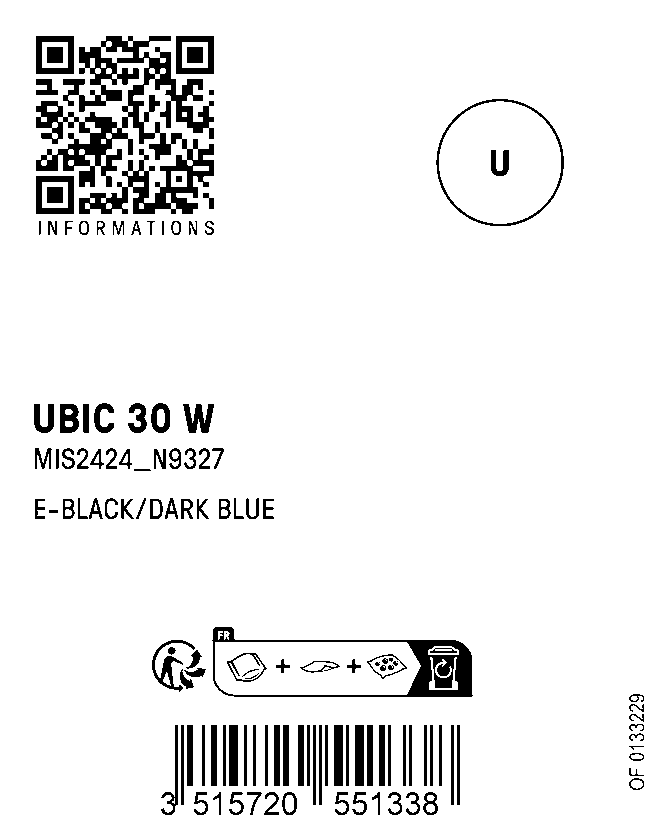 INFORMATIONS
U
UBIC 30 W
MIS2424_N9327
E-BLACK/DARK BLUE
FR
+ +
3 515720 551338
OF 0133229